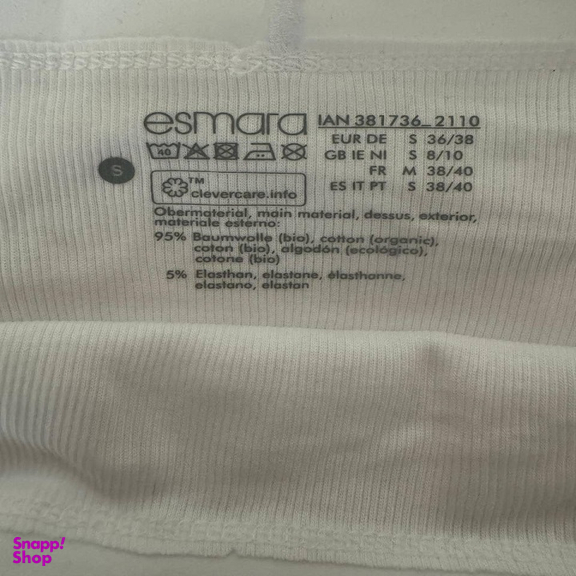 esmara
IAN 381736_2110
EUR DE S 36/38
GB IE NI S 8/10
FR M 38/40
ES IT PT S 38/40
40
S
™
clevercare.info
Obermaterial, main material, dessus, exterior,
materiale esterno:
95% Baumwolle (bio), cotton (organic),
coton (bio), algodón (ecológico),
cotone (bio)
5% Elasthan, elastane, élasthanne,
elastano, elastan
Snapp!
Shop